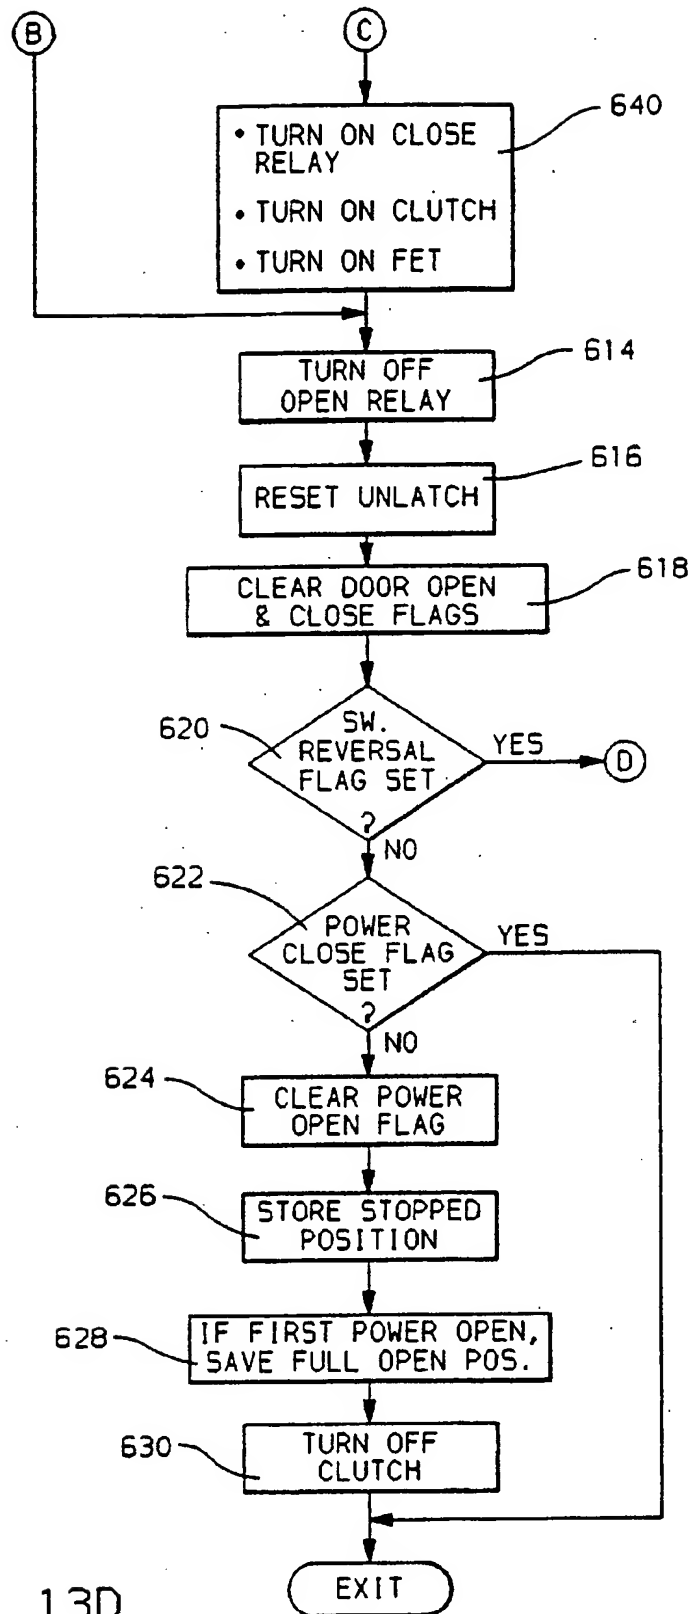 B
C
640
• TURN ON CLOSE
RELAY
• TURN ON CLUTCH
• TURN ON FET
614
TURN OFF
OPEN RELAY
616
RESET UNLATCH
618
CLEAR DOOR OPEN
& CLOSE FLAGS
620
SW.
REVERSAL
FLAG SET
?
YES
D
NO
622
POWER
CLOSE FLAG
SET
?
YES
NO
624
CLEAR POWER
OPEN FLAG
626
STORE STOPPED
POSITION
628
IF FIRST POWER OPEN,
SAVE FULL OPEN POS.
630
TURN OFF
CLUTCH
EXIT
13D